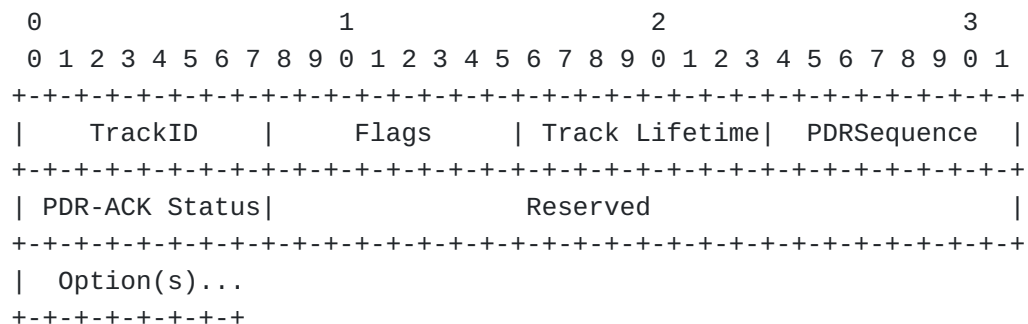 0                   1                   2                   3
 0 1 2 3 4 5 6 7 8 9 0 1 2 3 4 5 6 7 8 9 0 1 2 3 4 5 6 7 8 9 0 1
+-+-+-+-+-+-+-+-+-+-+-+-+-+-+-+-+-+-+-+-+-+-+-+-+-+-+-+-+-+-+-+-+
|    TrackID    |     Flags     | Track Lifetime|  PDRSequence  |
+-+-+-+-+-+-+-+-+-+-+-+-+-+-+-+-+-+-+-+-+-+-+-+-+-+-+-+-+-+-+-+-+
| PDR-ACK Status|                Reserved                       |
+-+-+-+-+-+-+-+-+-+-+-+-+-+-+-+-+-+-+-+-+-+-+-+-+-+-+-+-+-+-+-+-+
|  Option(s)...
+-+-+-+-+-+-+-+